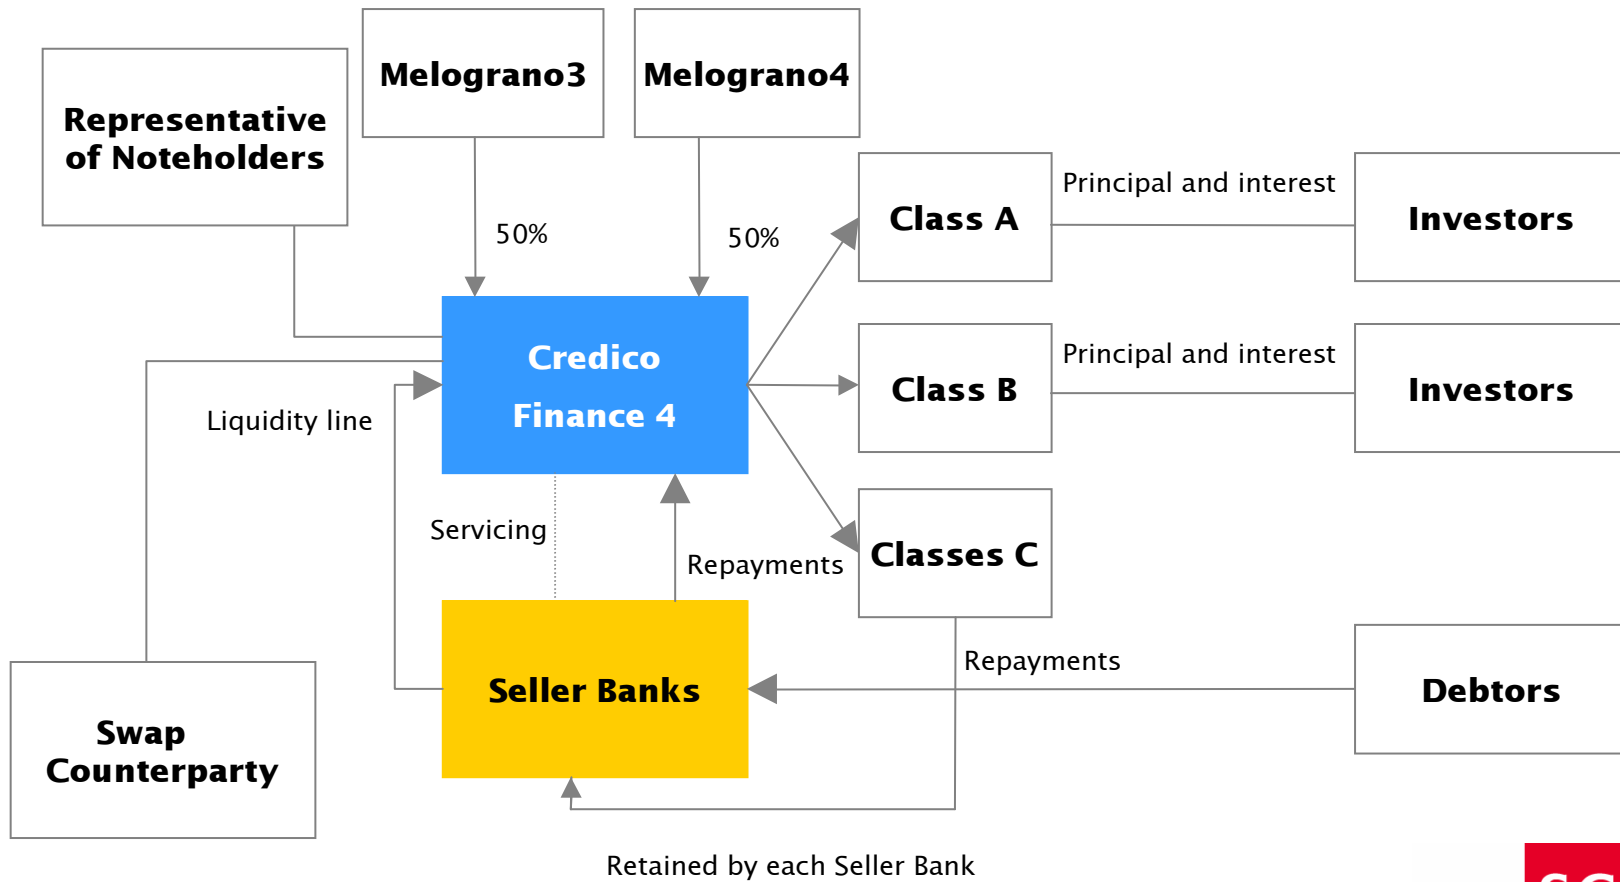 Melograno3
Melograno4
Representative
of Noteholders
50%
50%
Principal and interest
Class A
Investors
Credico
Finance 4
Principal and interest
Class B
Investors
Liquidity line
Servicing
Repayments
Classes C
Repayments
Seller Banks
Debtors
Swap
Counterparty
Retained by each Seller Bank